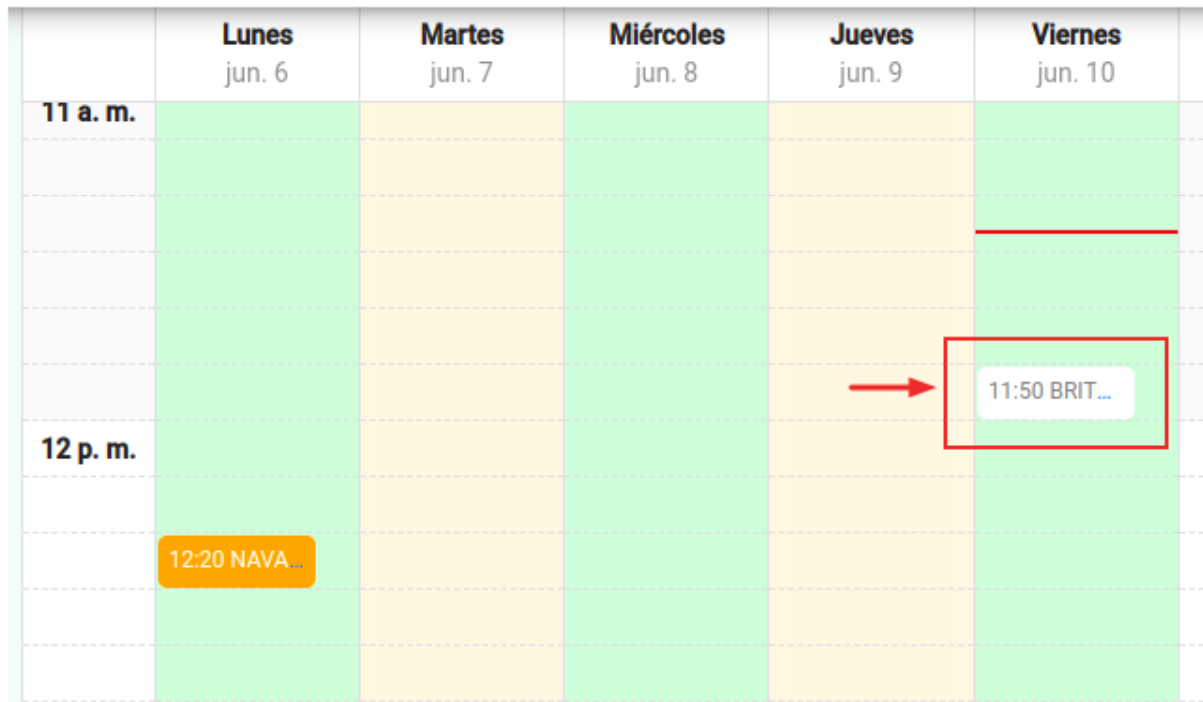 Lunes
jun. 6
Martes
jun. 7
Miércoles
jun. 8
Jueves
jun. 9
Viernes
jun. 10
11 a. m.
11:50 BRIT...
12 p. m.
12:20 NAVA...